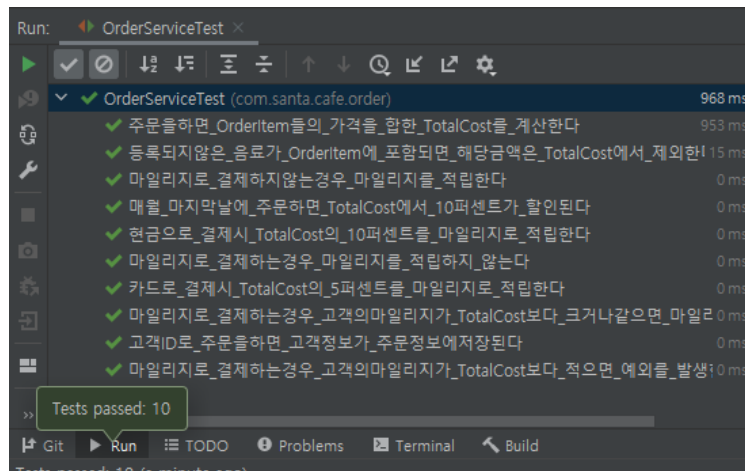 Run: OrderServiceTest ×
OrderServiceTest (com.santa.cafe.order) 968 ms
주문을하면_OrderItem들의_가격을_합한_TotalCost를_계산한다 953 ms
등록되지않은_음료가_OrderItem에_포함되면_해당금액은_TotalCost에서_제외한 15 ms
마일리지로_결제하지않는경우_마일리지를_적립한다 0 ms
매월_마지막날에_주문하면_TotalCost에서_10퍼센트가_할인된다 0 ms
현금으로_결제시_TotalCost의_10퍼센트를_마일리지로_적립한다 0 ms
마일리지로_결제하는경우_마일리지를_적립하지_않는다 0 ms
카드로_결제시_TotalCost의_5퍼센트를_마일리지로_적립한다 0 ms
마일리지로_결제하는경우_고객의마일리지가_TotalCost보다_크거나같으면_마일 0 ms
고객ID로_주문을하면_고객정보가_주문정보에저장된다 0 ms
마일리지로_결제하는경우_고객의마일리지가_TotalCost보다_적으면_예외를_발생 0 ms
Tests passed: 10
Git Run TODO Problems Terminal Build
Tests passed: 10 (a minute ago)